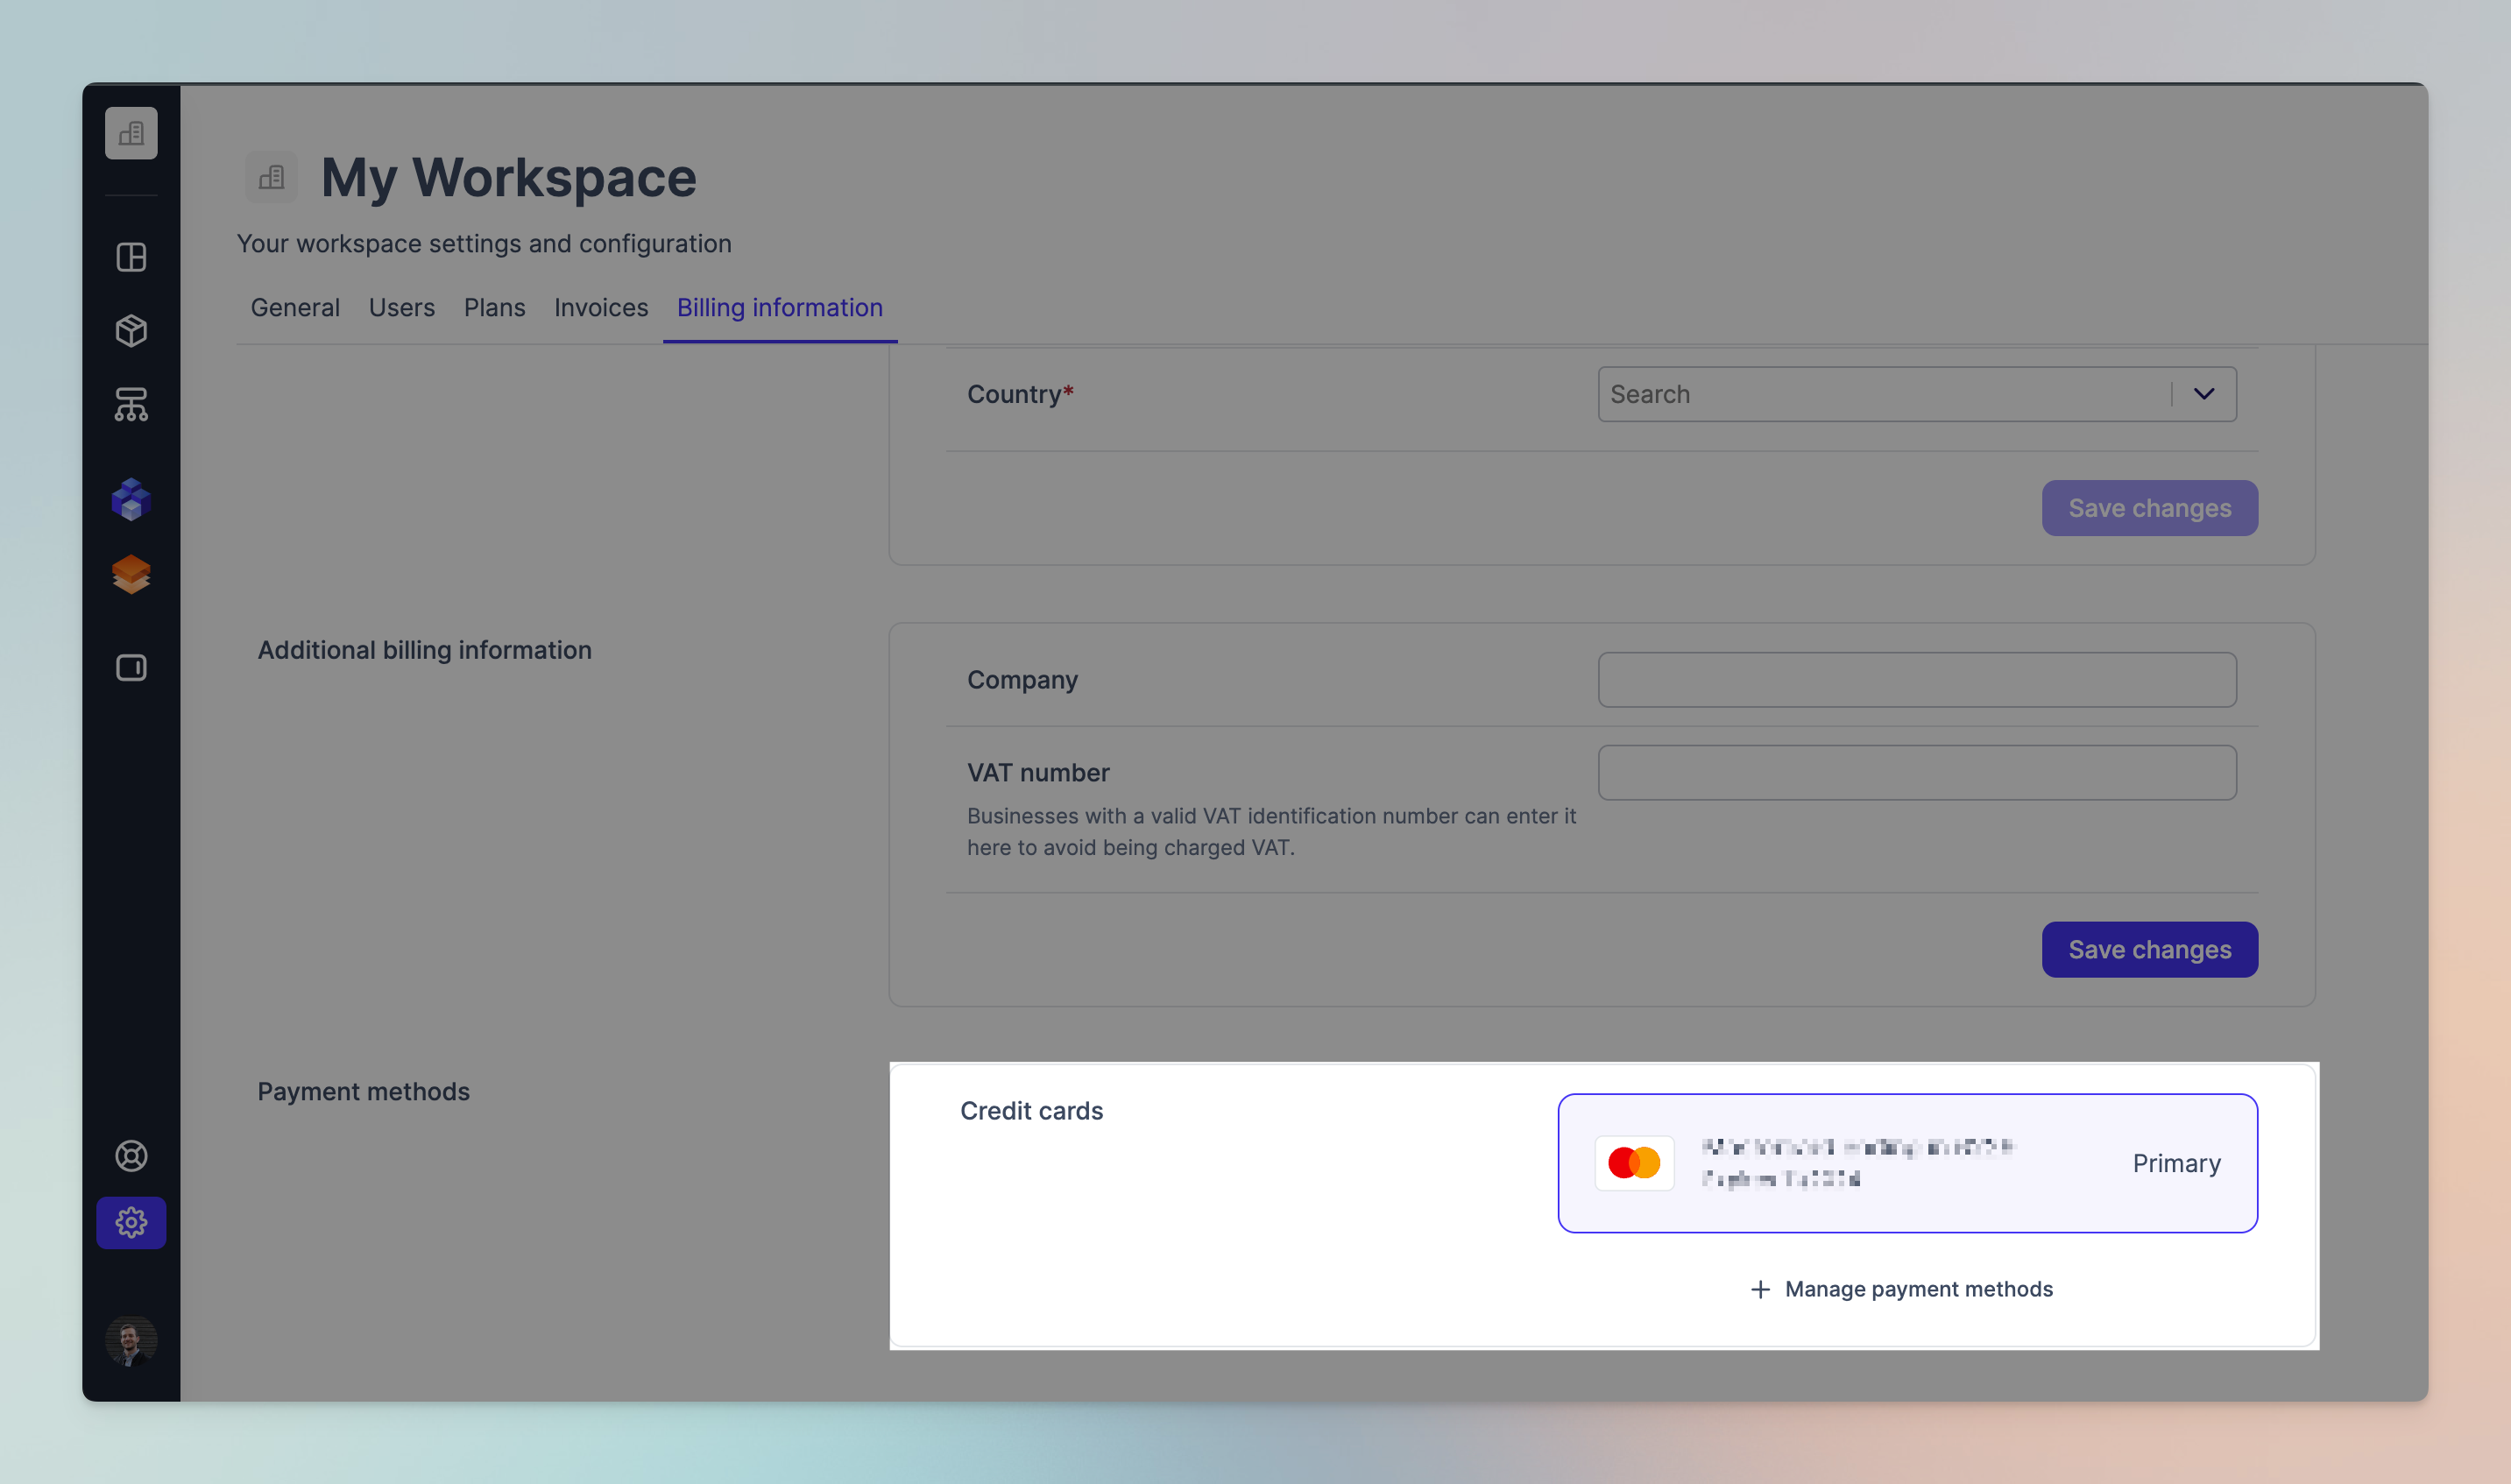 My Workspace
Your workspace settings and configuration
General Users Plans Invoices Billing information
Country* Search
Save changes
Additional billing information
Company
VAT number
Businesses with a valid VAT identification number can enter it
here to avoid being charged VAT.
Save changes
Payment methods
Credit cards
Primary
+ Manage payment methods